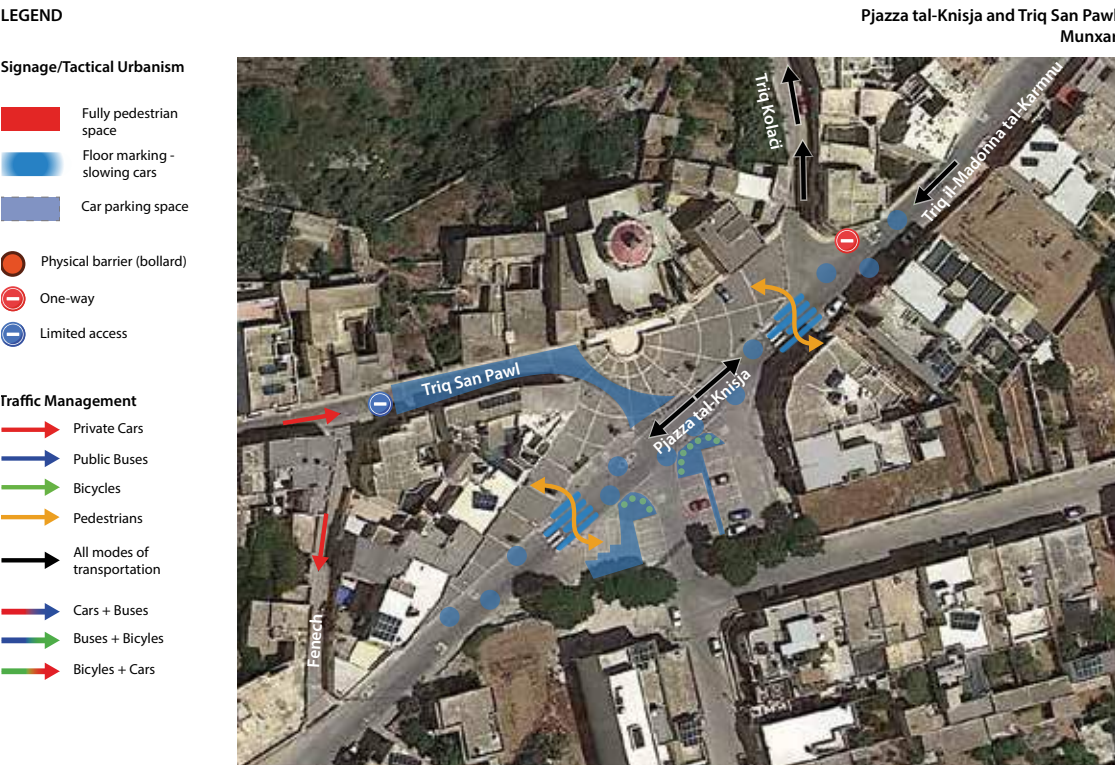 LEGEND
Pjazza tal-Knisja and Triq San Pawl
Munxar
Signage/Tactical Urbanism
Fully pedestrian
space
Floor marking -
slowing cars
Car parking space
Physical barrier (bollard)
One-way
Limited access
Traffic Management
Private Cars
Public Buses
Bicycles
Pedestrians
All modes of
transportation
Cars + Buses
Buses + Bicyles
Bicyles + Cars
Triq Kolaċi
Triq il-Madonna tal-Karmnu
Triq San Pawl
Pjazza tal-Knisja
Fenech